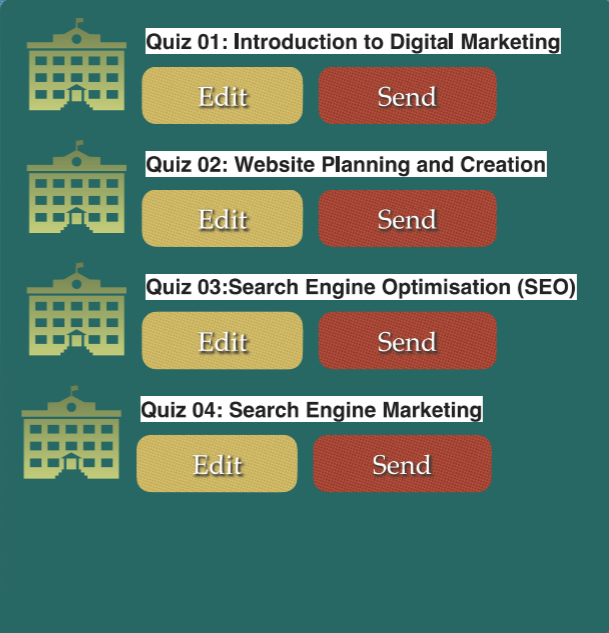 Quiz 01: Introduction to Digital Marketing
Edit Send
Quiz 02: Website Planning and Creation
Edit Send
Quiz 03:Search Engine Optimisation (SEO)
Edit Send
Quiz 04: Search Engine Marketing
Edit Send